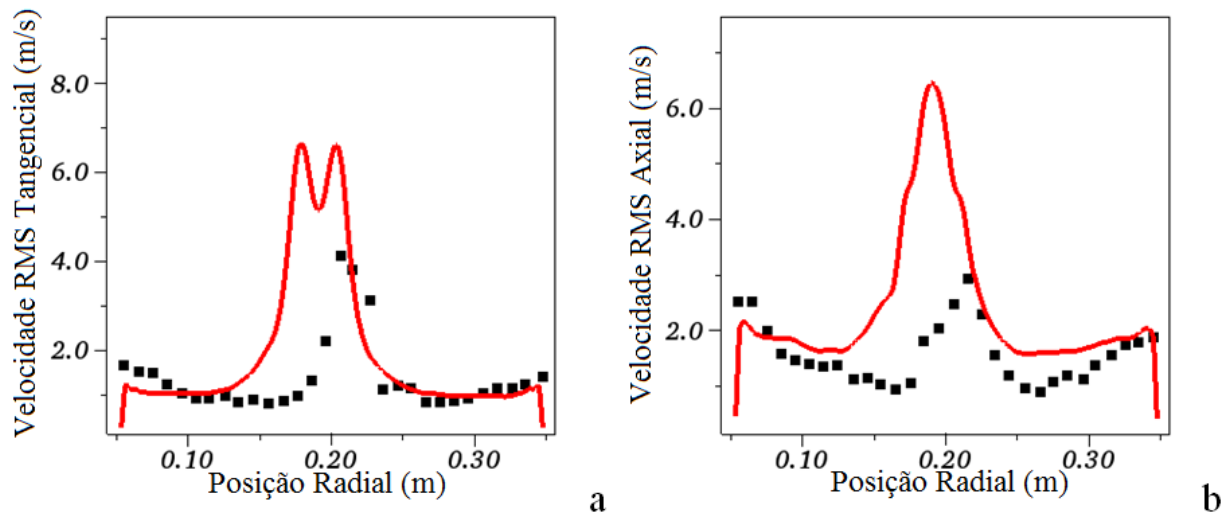 Velocidade RMS Tangencial (m/s)
8.0
6.0
4.0
2.0
0.10 0.20 0.30
Posição Radial (m)
a
Velocidade RMS Axial (m/s)
6.0
4.0
2.0
0.10 0.20 0.30
Posição Radial (m)
b